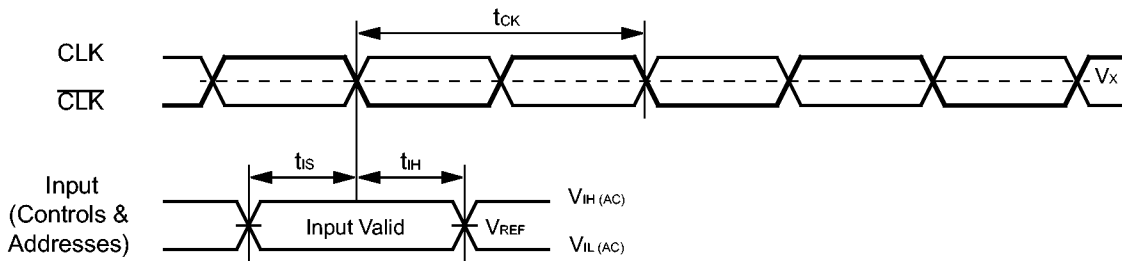 tCK
CLK
CLK
VX
tIS
tIH
Input
(Controls &
Addresses)
Input Valid
VREF
VIH (AC)
VIL (AC)